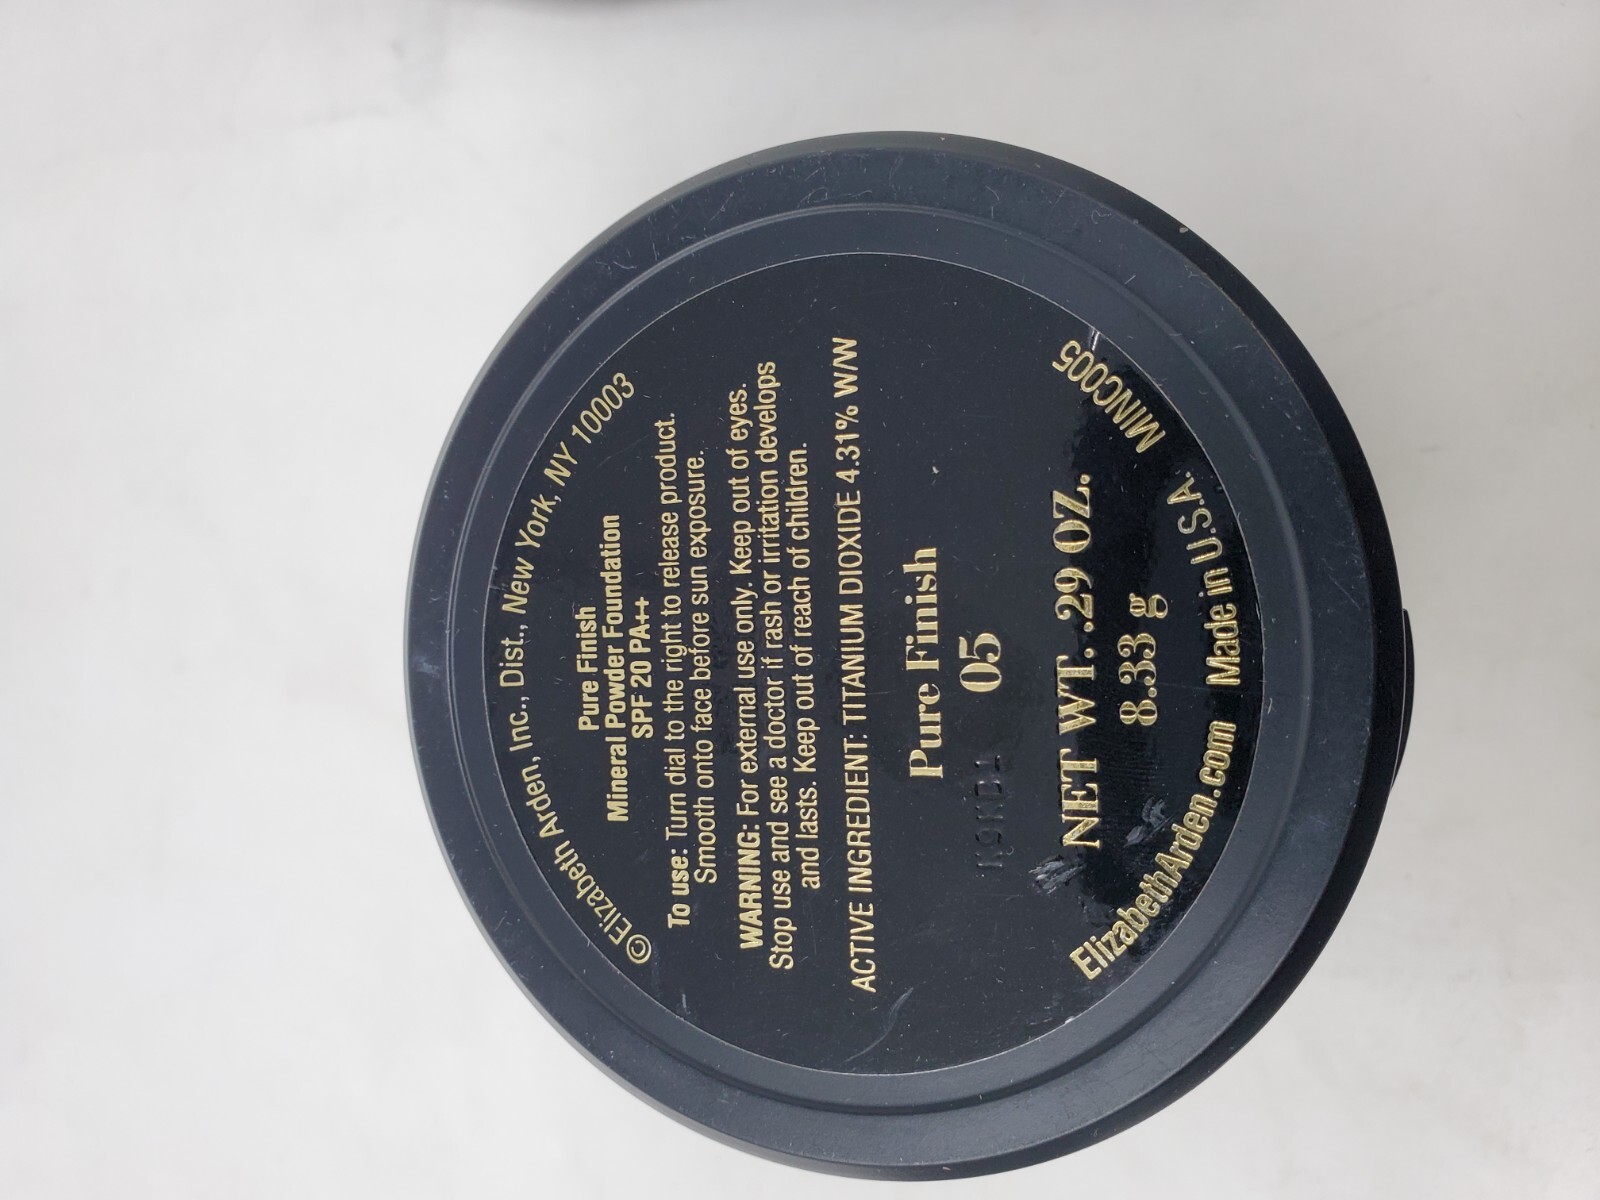 ©Elizabeth Arden, Inc., Dist., New York, NY 10003
Pure Finish
Mineral Powder Foundation
SPF 20 PA++
To use: Turn dial to the right to release product.
Smooth onto face before sun exposure.
WARNING: For external use only. Keep out of eyes.
Stop use and see a doctor if rash or irritation develops
and lasts. Keep out of reach of children.
ACTIVE INGREDIENT: TITANIUM DIOXIDE 4.31% W/W
Pure Finish
05
NET WT. .29 OZ.
8.33 g
ElizabethArden.com Made in U.S.A. MINC005